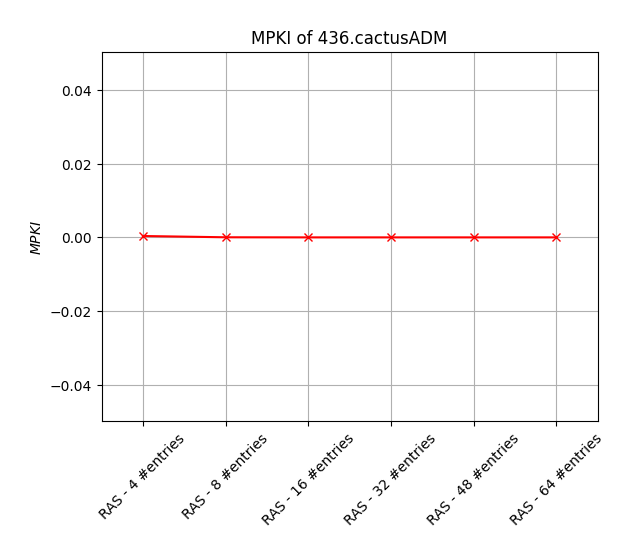 MPKI of 436.cactusADM
0.04
0.02
0.00
−0.02
−0.04
MPKI
RAS - 4 #entries
RAS - 8 #entries
RAS - 16 #entries
RAS - 32 #entries
RAS - 48 #entries
RAS - 64 #entries